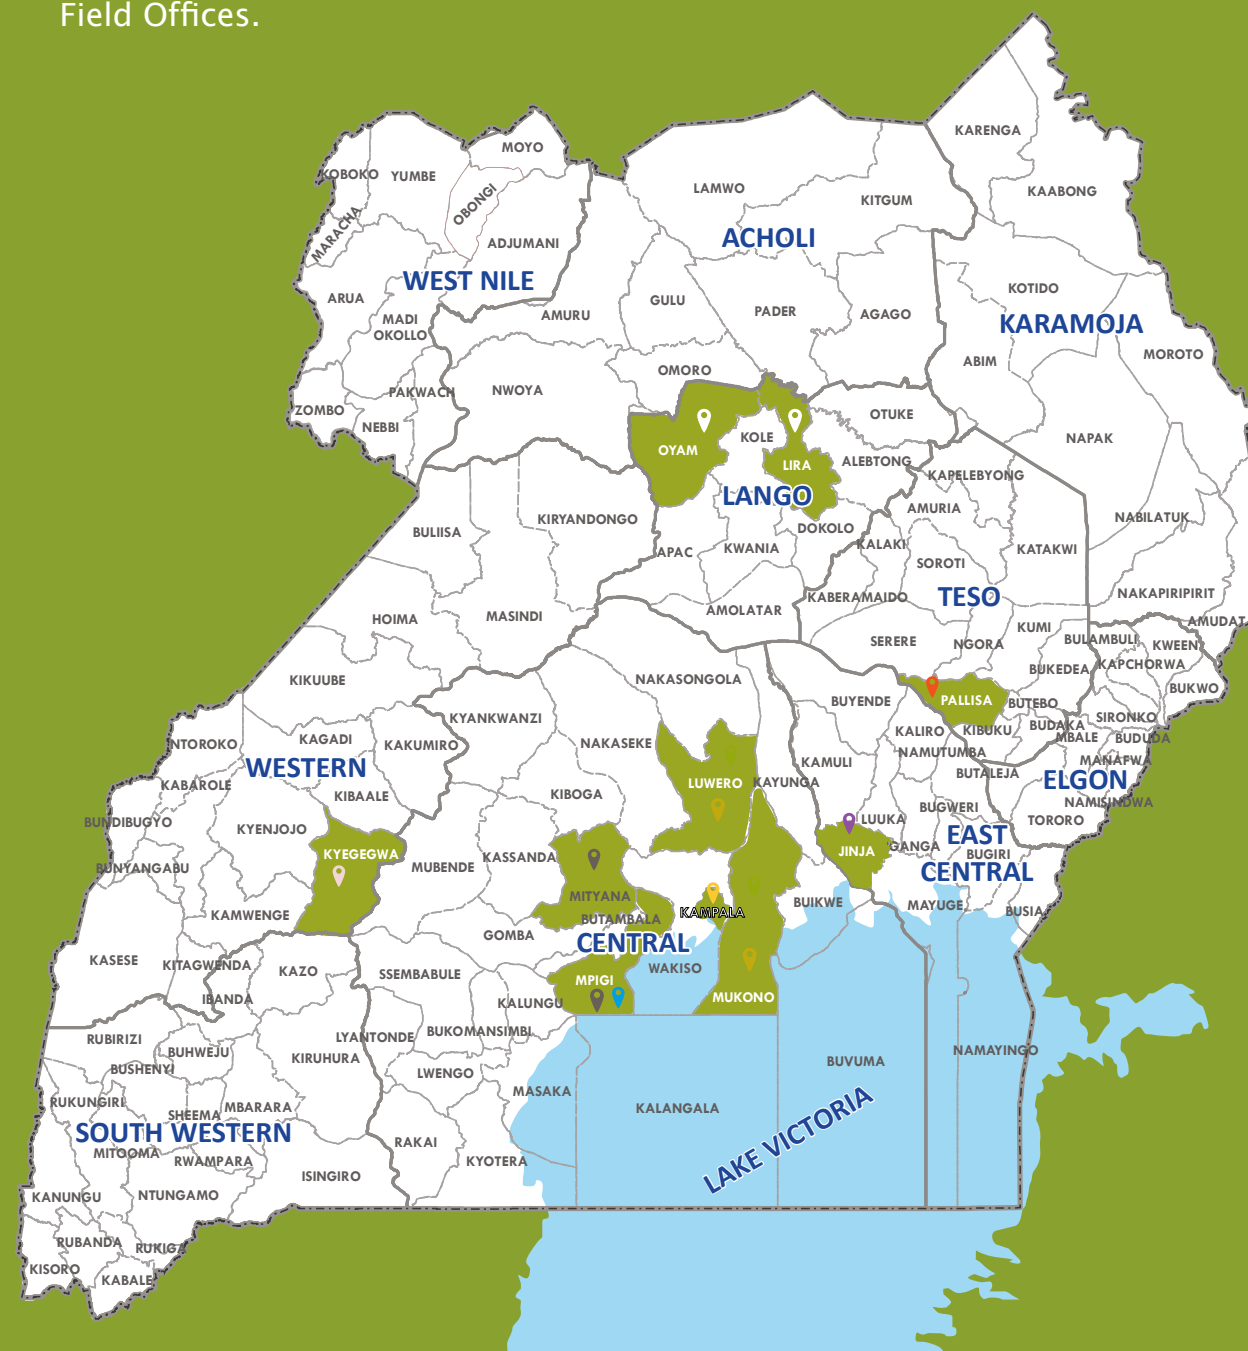 Field Offices.
KARENGA
MOYO
KOBOKO
YUMBE
LAMWO
KAABONG
OBONGI
KITGUM
MARACHA
ACHOLI
ADJUMANI
WEST NILE
KOTIDO
ARUA
GULU
PADER
AGAGO
MADI
OKOLLO
AMURU
KARAMOJA
MOROTO
ABIM
OMORO
NWOYA
PAKWACH
ZOMBO
NEBBI
OTUKE
KOLE
NAPAK
OYAM
LIRA
ALEBTONG
KAPELEBYONG
LANGO
AMURIA
NABILATUK
KIRYANDONGO
DOKOLO
BULIISA
KWANIA
APAC
KALAKI
KATAKWI
SOROTI
NAKAPIRIPIRIT
KABERAMAIDO
TESO
AMOLATAR
MASINDI
HOIMA
AMUDAT
KUMI
SERERE
NGORA
BULAMBULI
KWEEN
KAPCHORWA
BUKEDEA
KIKUUBE
NAKASONGOLA
BUKWO
BUYENDE
PALLISA
BUTEBO
KYANKWANZI
SIRONKO
BUDAKA
KALIRO
KIBUKU
MBALE
BUDUDA
KAGADI
NTOROKO
KAKUMIRO
NAKASEKE
NAMUTUMBA
MANAFWA
WESTERN
KAMULI
BUTALEJA
ELGON
KABAROLE
LUWERO
KAYUNGA
KIBAALE
KIBOGA
NAMISINDWA
BUGWERI
BUNDIBUGYO
KYENJOJO
LUUKA
TORORO
EAST
CENTRAL
GANGA
JINJA
BUGIRI
KYEGEGWA
KASSANDA
MUBENDE
BUNYANGABU
MITYANA
BUIKWE
MAYUGE
BUSIA
KAMWENGE
BUTAMBALA
KAMPALA
GOMBA
CENTRAL
KASESE
KITAGWENDA
KAZO
SSEMBABULE
WAKISO
MPIGI
MUKONO
IBANDA
KALUNGU
RUBIRIZI
LYANTONDE
BUKOMANSIMBI
BUHWEJU
KIRUHURA
NAMAYINGO
BUSHENYI
BUVUMA
LWENGO
MASAKA
RUKUNGIRI
SHEEMA
MBARARA
KALANGALA
SOUTH WESTERN
LAKE VICTORIA
RAKAI
MITOOMA
RWAMPARA
KYOTERA
ISINGIRO
KANUNGU
NTUNGAMO
RUBANDA
RUKIGA
KISORO
KABALE